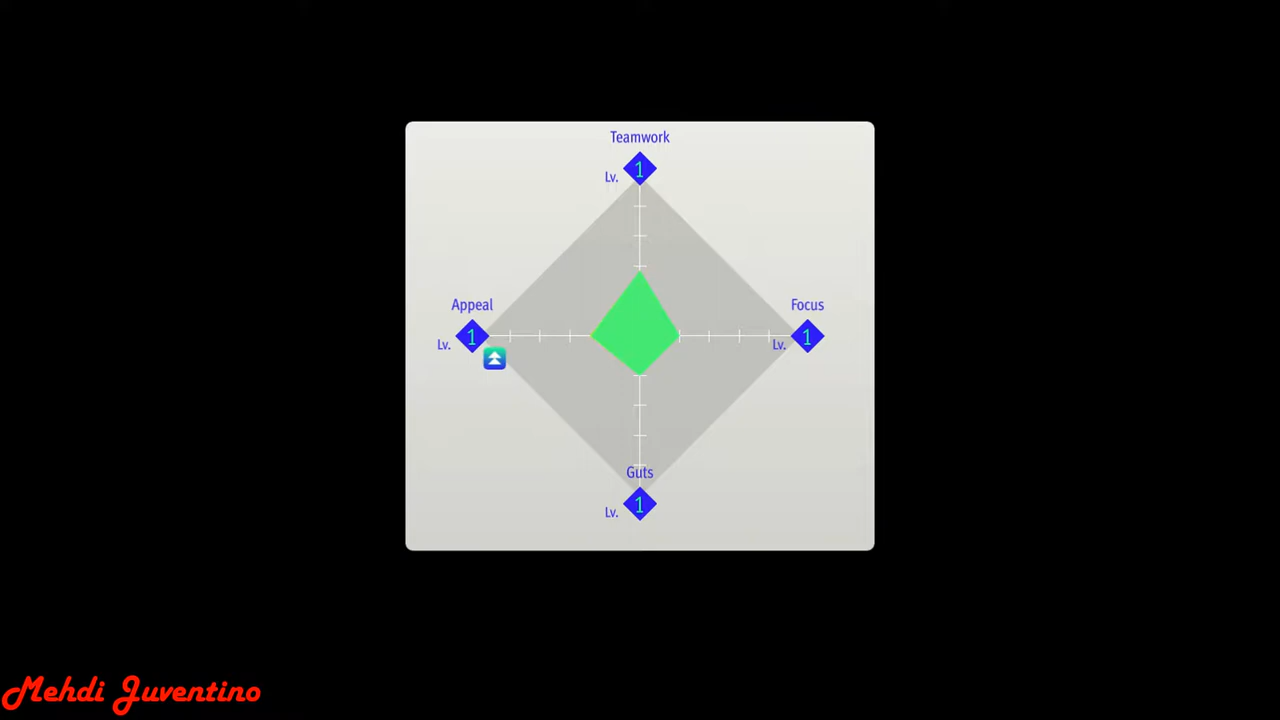 Teamwork
Lv. 1
Appeal
Lv. 1
Focus
Lv. 1
Guts
Lv. 1
Mehdi Juventino